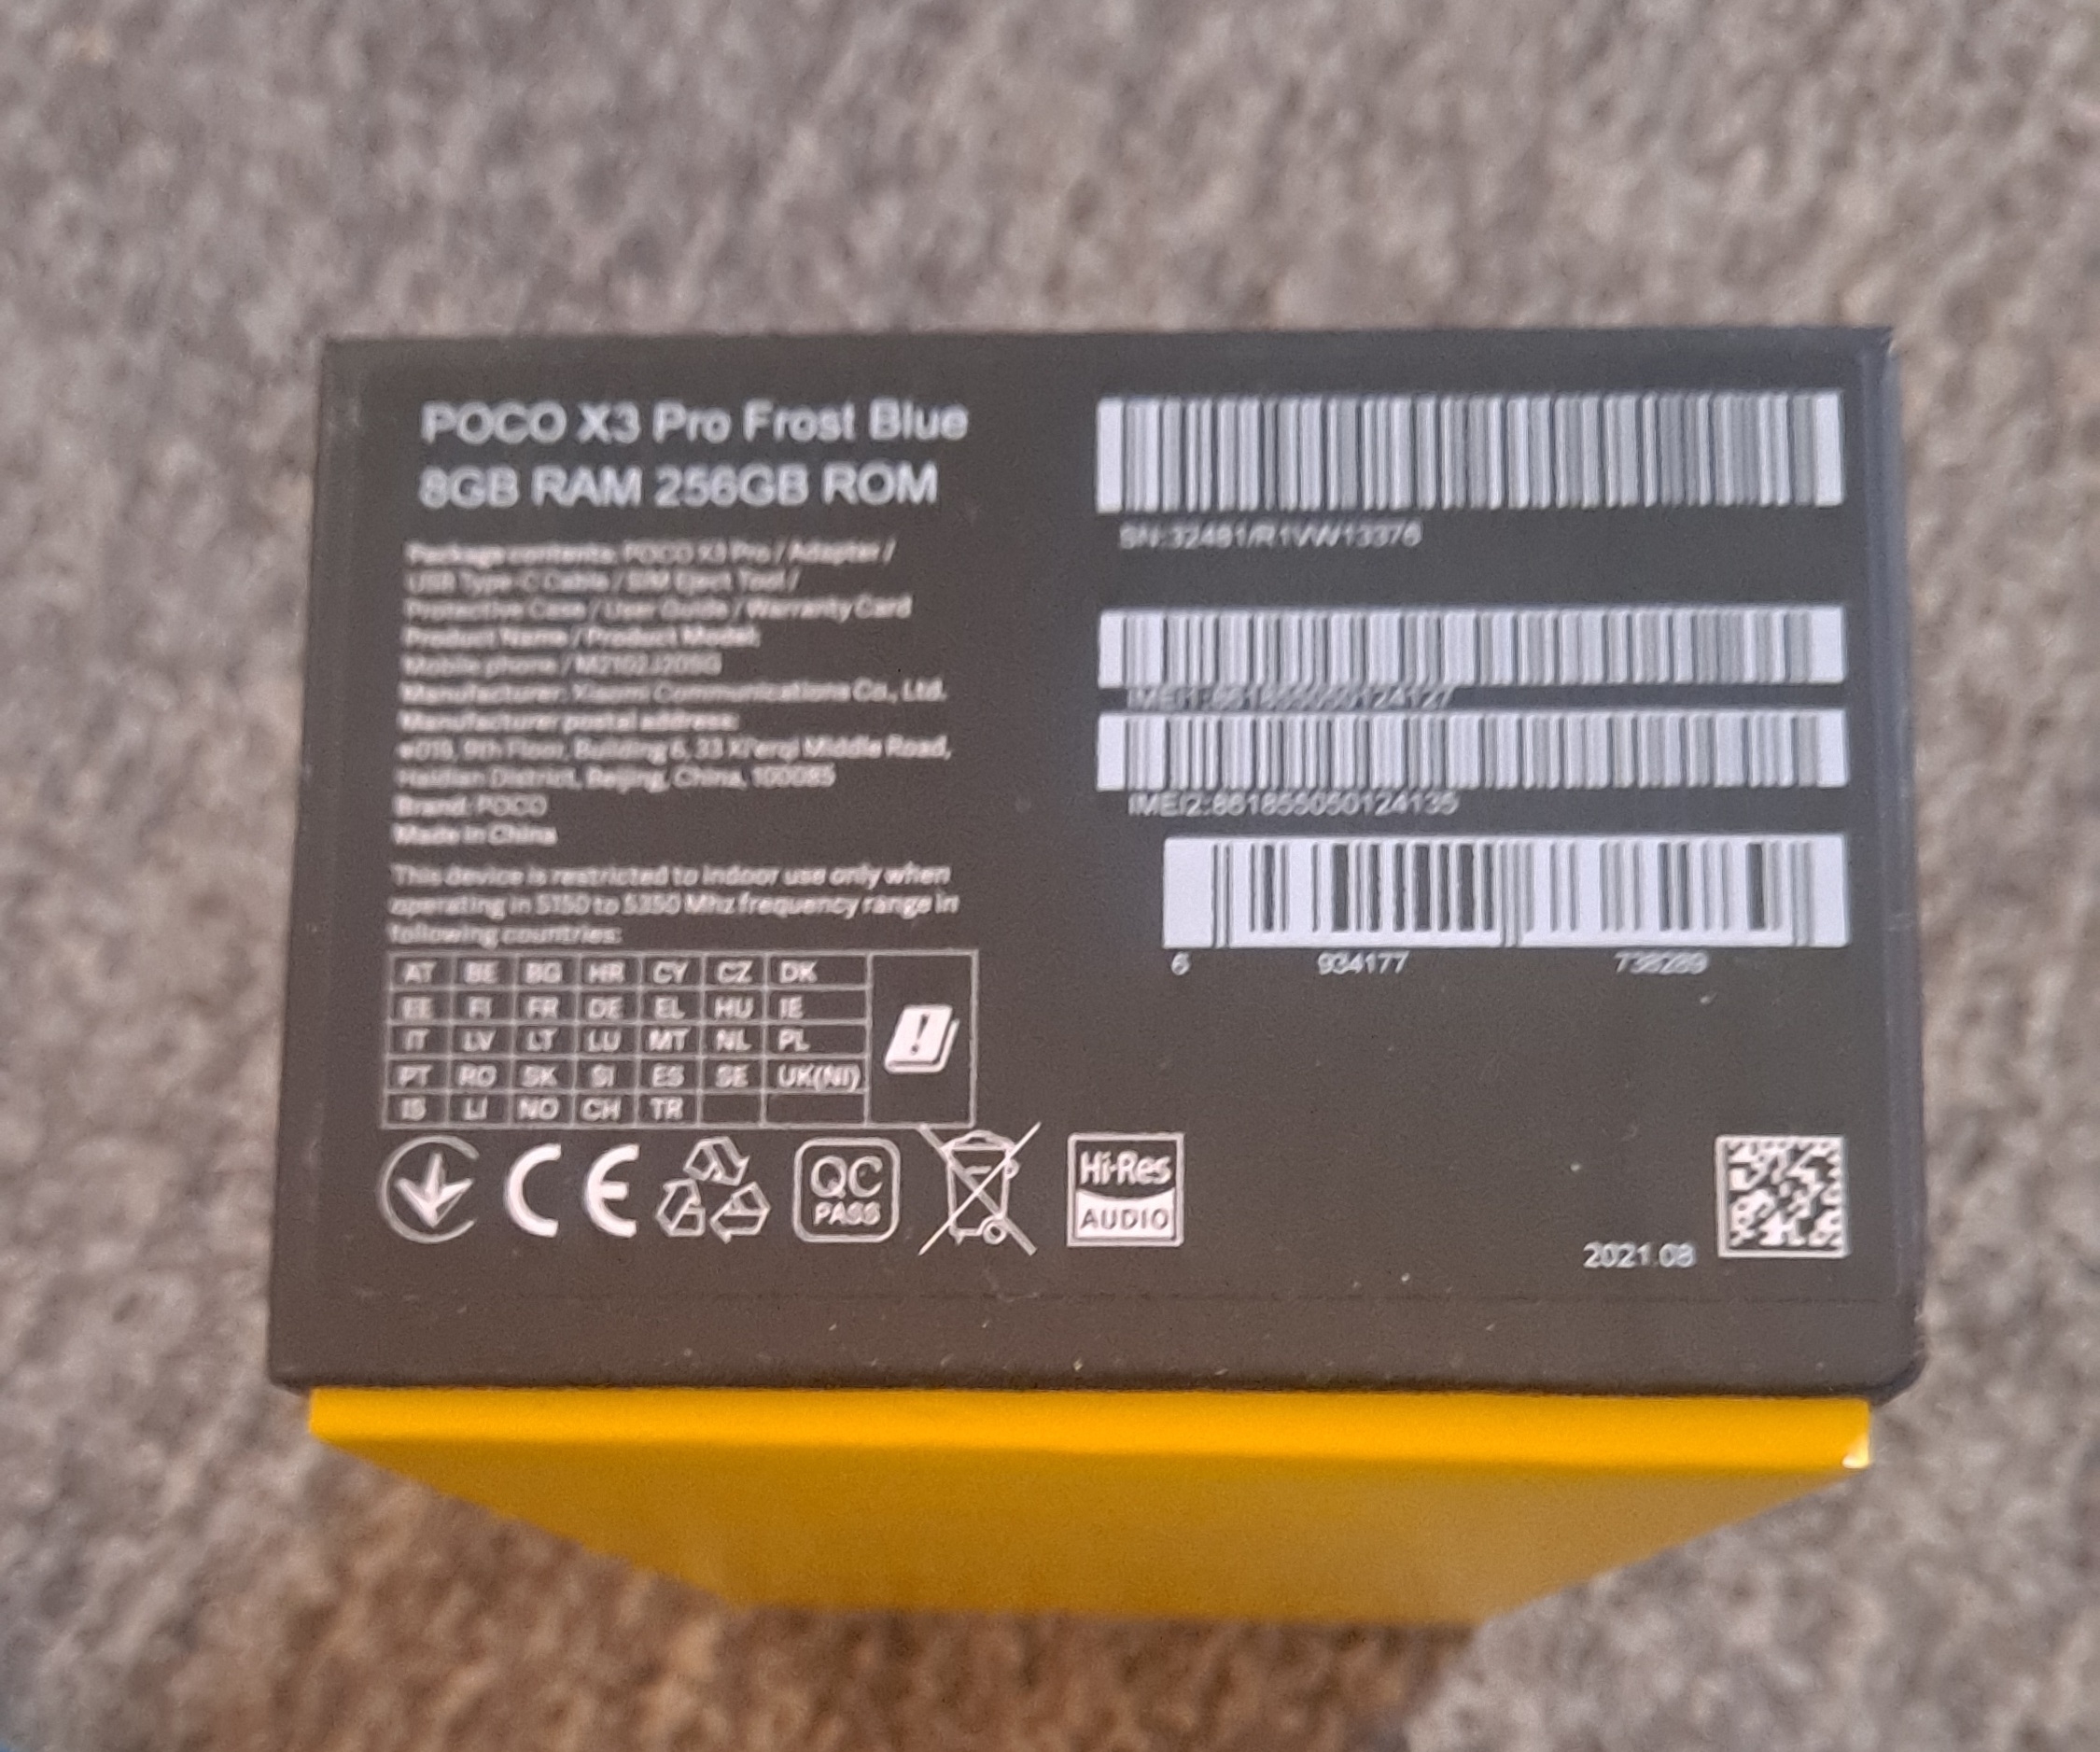 POCO X3 Pro Frost Blue
8GB RAM 256GB ROM
Package contents: POCO X3 Pro / Adapter /
USB Type-C Cable / SIM Eject Tool /
Protective Case / User Guide / Warranty Card
Product Name / Product Model:
Mobile phone / M2102J20SG
Manufacturer: Xiaomi Communications Co., Ltd.
Manufacturer postal address:
#019, 9th Floor, Building 6, 33 Xi'erqi Middle Road,
Haidian District, Beijing, China, 100085
Brand: POCO
Made in China
This device is restricted to indoor use only when
operating in 5150 to 5350 Mhz frequency range in
following countries:
AT BE BG HR CY CZ DK
EE FI FR DE EL HU IE
IT LV LT LU MT NL PL
PT RO SK SI ES SE UK(NI)
IS LI NO CH TR
CE
QC
PASS
Hi-Res
AUDIO
SN:32481/R1VW13376
IMEI1:861855050124127
IMEI2:861855050124135
6 934177 738289
2021.08